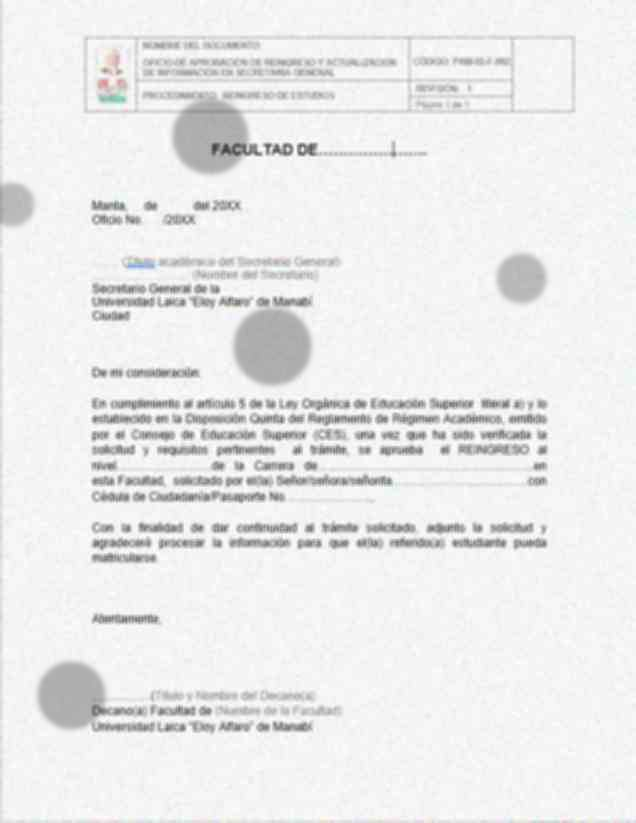 NOMBRE DEL DOCUMENTO:
OFICIO DE APROBACIÓN DE REINGRESO Y ACTUALIZACIÓN
DE INFORMACIÓN EN SECRETARÍA GENERAL
CÓDIGO:
PROCEDIMIENTO: REINGRESO DE ESTUDIOS
REVISIÓN: 1
Página 1 de 1
FACULTAD DE........................
Manta, de del 20XX
Oficio No. /20XX
........ (Título académico del Secretario General)
........................... (Nombre del Secretario)
Secretario General de la
Universidad Laica “Eloy Alfaro” de Manabí
Ciudad
De mi consideración:
En cumplimiento al artículo 5 de la Ley Orgánica de Educación Superior literal a) y lo
establecido en la Disposición Quinta del Reglamento de Régimen Académico, emitido
por el Consejo de Educación Superior (CES), una vez que ha sido verificada la
solicitud y requisitos pertinentes al trámite, se aprueba el REINGRESO al
nivel........................de la Carrera de......................................................en
esta Facultad, solicitado por el(la) Señor/señora/señorita...................................con
Cédula de Ciudadanía/Pasaporte No.......................
Con la finalidad de dar continuidad al trámite solicitado, adjunto la solicitud y
agradeceré procesar la información para que el(la) referido(a) estudiante pueda
matricularse.
Atentamente,
................(Título y Nombre del Decano(a)
Decano(a) Facultad de (Nombre de la Facultad)
Universidad Laica “Eloy Alfaro” de Manabí